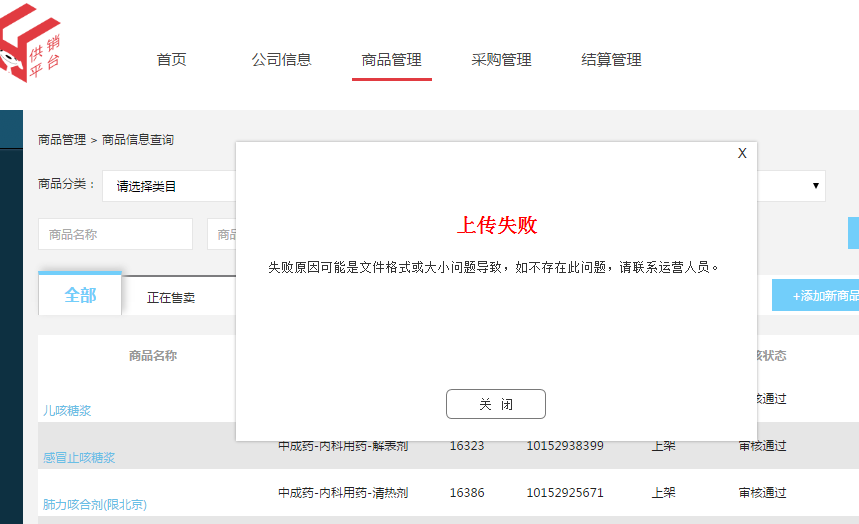 供销
平台
首页 公司信息 商品管理 采购管理 结算管理
商品管理 > 商品信息查询
商品分类： 请选择类目
X
上传失败
商品名称 商品
失败原因可能是文件格式或大小问题导致，如不存在此问题，请联系运营人员。
全部 正在售卖 +添加新商品
商品名称 状态
关 闭
儿咳糖浆 通过
感冒止咳糖浆 中成药-内科用药-解表剂 16323 10152938399 上架 审核通过
肺力咳合剂(限北京) 中成药-内科用药-清热剂 16386 10152925671 上架 审核通过